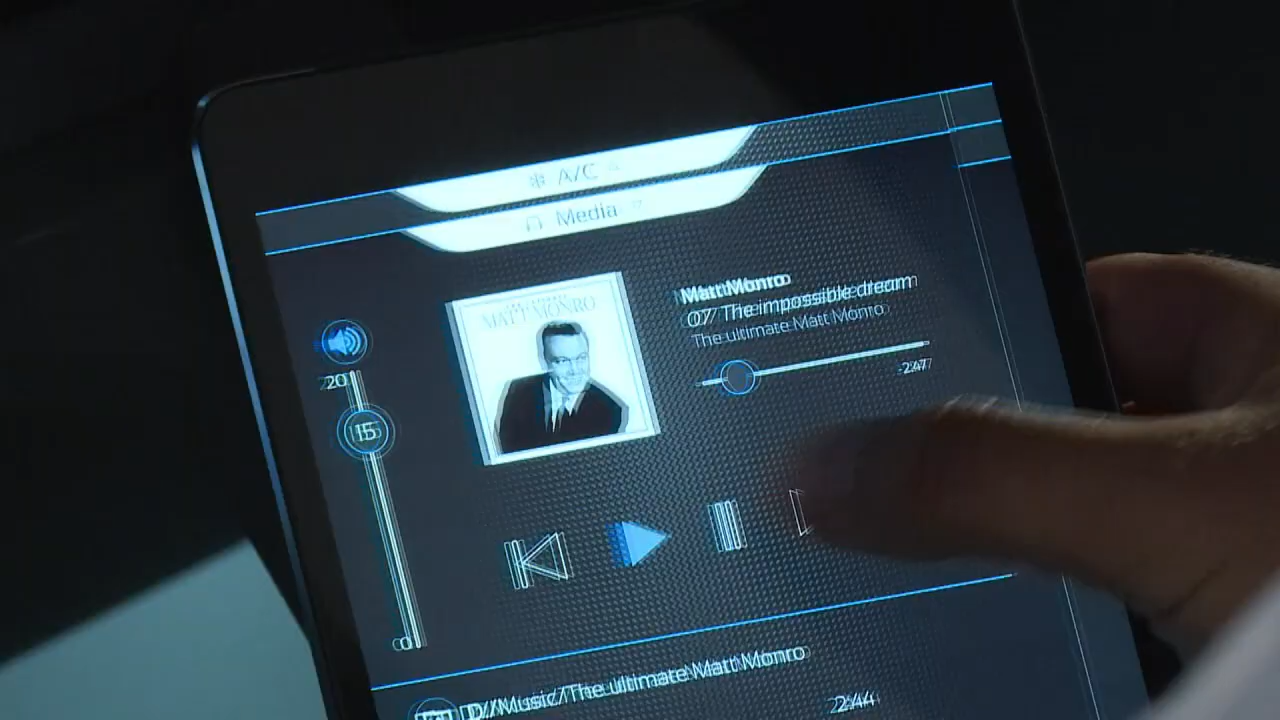 A/C
Media
MATT MONRO
Matt Monro
07 The impossible dream
The ultimate Matt Monro
20
15
-2:47
0
D://Music/The ultimate Matt Monro
2:44